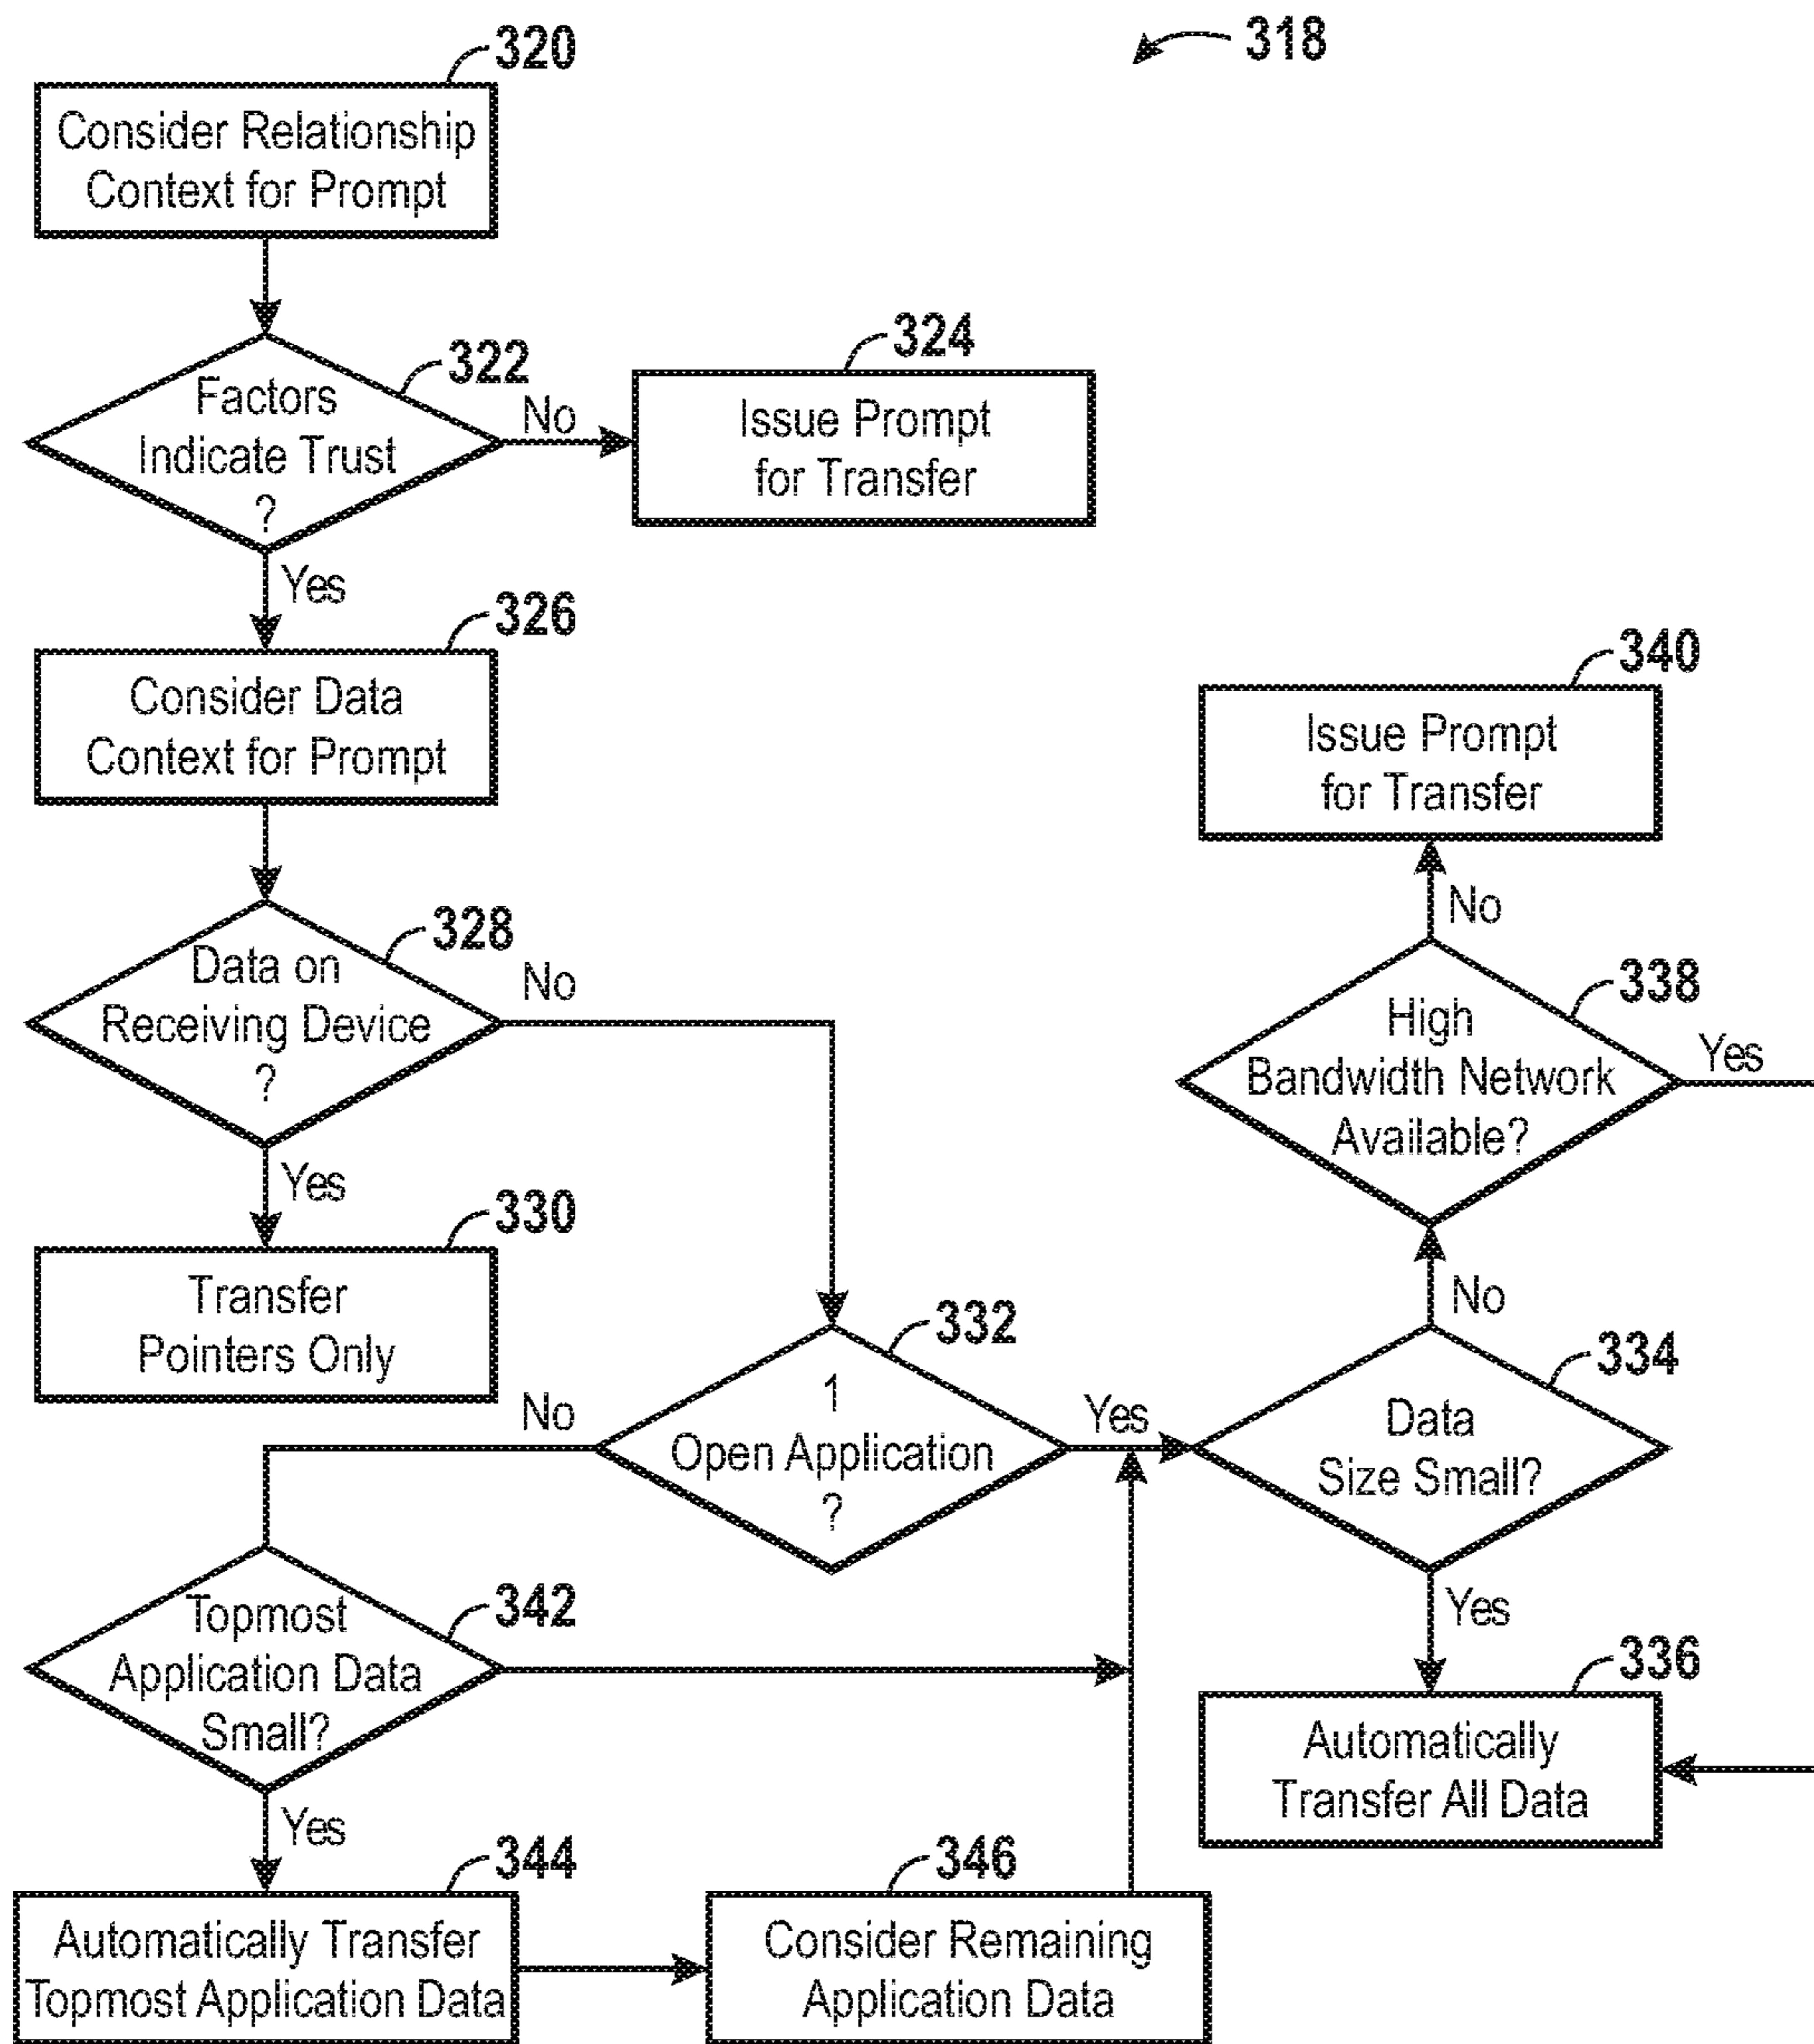 318
320
Consider Relationship
Context for Prompt
322
Factors
Indicate Trust
?
No
324
Issue Prompt
for Transfer
Yes
326
Consider Data
Context for Prompt
328
Data on
Receiving Device
?
No
Yes
330
Transfer
Pointers Only
340
Issue Prompt
for Transfer
No
338
High
Bandwidth Network
Available?
Yes
No
332
1
Open Application
?
No
Yes
334
Data
Size Small?
Yes
336
Automatically
Transfer All Data
342
Topmost
Application Data
Small?
Yes
344
Automatically Transfer
Topmost Application Data
346
Consider Remaining
Application Data